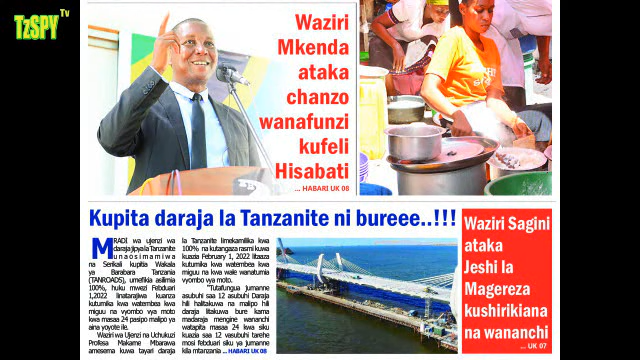 TzSPY Tv
Waziri
Mkenda
ataka
chanzo
wanafunzi
kufeli
Hisabati
... HABARI UK 08
Kupita daraja la Tanzanite ni bureee..!!!
MRADI wa ujenzi wa
daraja jipya la Tanzanite
unaosimamiwa
na Serikali kupitia Wakala
ya Barabara Tanzania
(TANROADS), umefikia asilimia
100%, huku mwezi Febduari
1,2022 linatarajiwa kuanza
kutumika kwa watembea kwa
miguu na vyombo vya moto
kwa masaa 24 pasipo malipo ya
aina yoyote ile.
Waziri wa Ujenzi na Uchukuzi
Profesa Makame Mbarawa
amesema kuwa tayari daraja
la Tanzanite limekamilika kwa
100% na kutangaza rasmi kuwa
kuazia February 1, 2022 litaaza
kutumika kwa watembea kwa
miguu na kwa wale wanatumia
vyombo vya moto.
"Tutafungua jumanne
asubuhi saa 12 asubuhi Daraja
hili halitakuwa na malipo hili
daraja litakuwa bure kama
madaraja mengine wananchi
watapita masaa 24 kwa siku
kuazia saa 12 asubuhi tarehe
mosi febduari siku ya jumanne
kila mtanzania ... HABARI UK 08
Waziri Sagini
ataka
Jeshi la
Magereza
kushirikiana
na wananchi
... UK 07